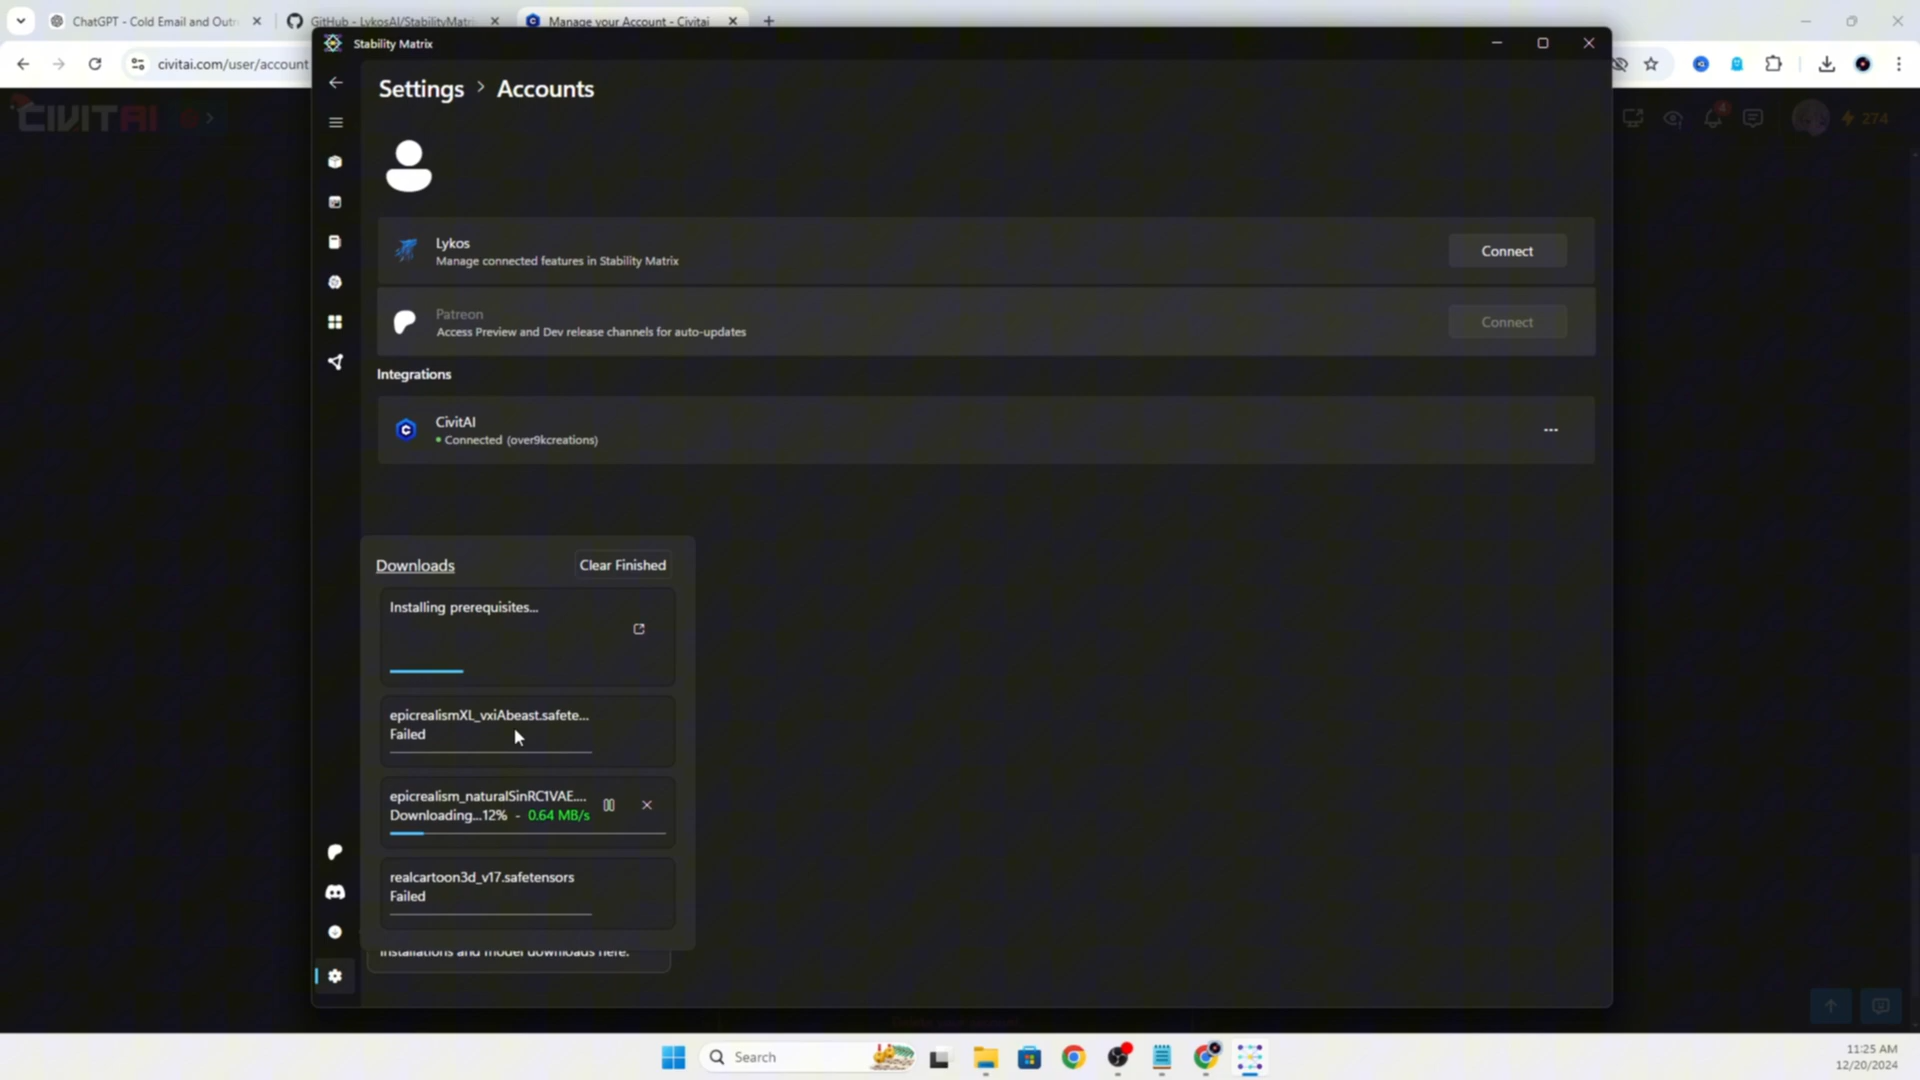 ChatGPT - Cold Email and Outr
GitHub - LykosAI/StabilityMatri
Manage your Account - Civitai
civitai.com/user/account
Stability Matrix
CIVITAI
274
Settings > Accounts
Lykos
Manage connected features in Stability Matrix
Connect
Patreon
Access Preview and Dev release channels for auto-updates
Connect
Integrations
CivitAI
Connected (over9kcreations)
Downloads
Clear Finished
Installing prerequisites...
epicrealismXL_vxiAbeast.safete...
Failed
epicrealism_naturalSinRC1VAE....
Downloading...12% - 0.64 MB/s
realcartoon3d_v17.safetensors
Failed
installations and model downloads here.
Search
11:25 AM
12/20/2024